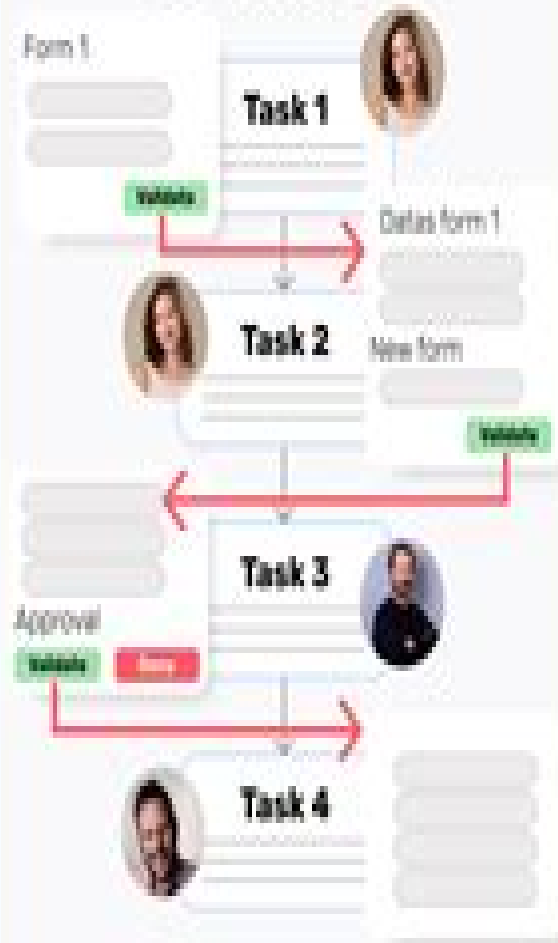 Form 1
Task 1
Validate
Datas form 1
Task 2
New form
Validate
Task 3
Approval
Validate
Deny
Task 4